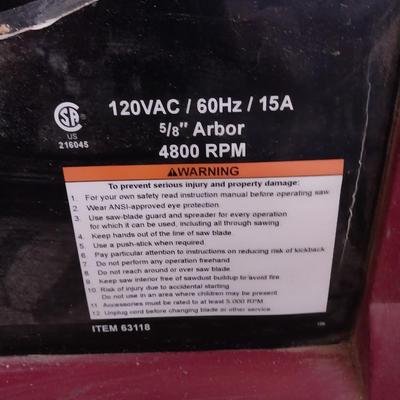 120VAC / 60Hz / 15A
5/8" Arbor
4800 RPM
SA
US
216045
WARNING
To prevent serious injury and property damage:
1. For your own safety read instruction manual before operating saw.
2. Wear ANSI-approved eye protection.
3. Use saw-blade guard and spreader for every operation
for which it can be used, including all through sawing.
4. Keep hands out of the line of saw blade.
5. Use a push-stick when required.
6. Pay particular attention to instructions on reducing risk of kickback.
7. Do not perform any operation freehand
8. Do not reach around or over saw blade.
9. Keep saw interior free of sawdust buildup to avoid fire.
10. Risk of injury due to accidental starting
Do not use in an area where children may be present
11. Accessories must be rated to at least 5,000 RPM
12. Unplug cord before changing blade or other service
ITEM 63118